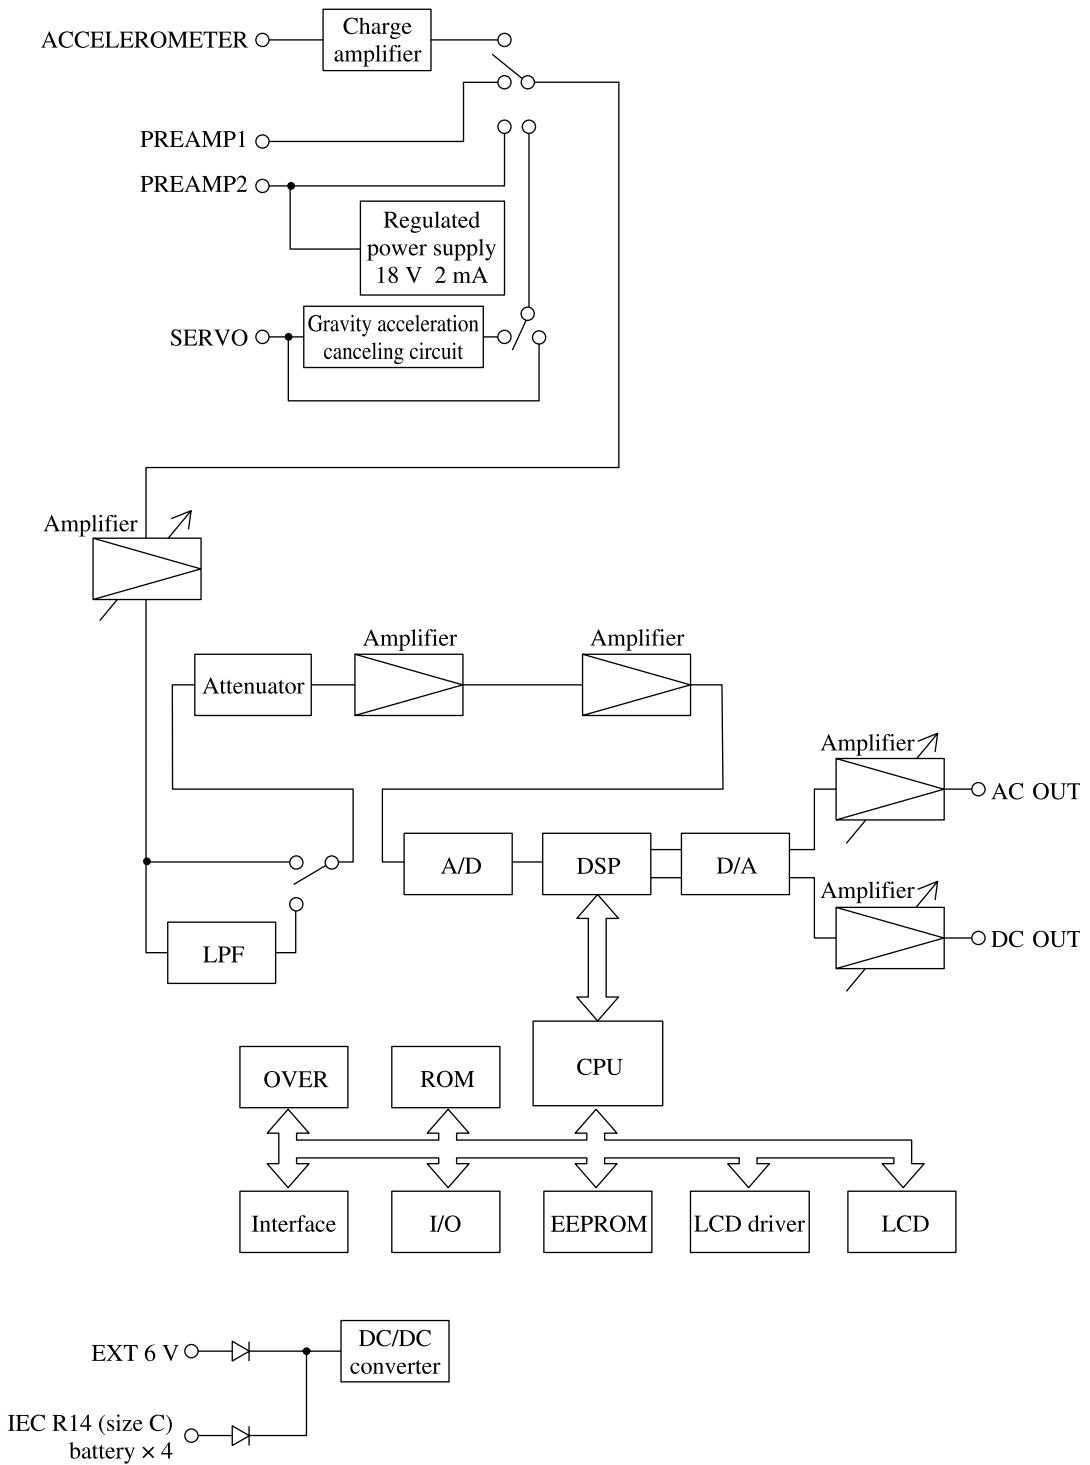 Charge
amplifier
ACCELEROMETER
PREAMP1
PREAMP2
Regulated
power supply
18 V 2 mA
SERVO
Gravity acceleration
canceling circuit
Amplifier
Amplifier
Amplifier
Attenuator
Amplifier
AC OUT
A/D
DSP
D/A
Amplifier
DC OUT
LPF
CPU
OVER
ROM
Interface
I/O
EEPROM
LCD driver
LCD
EXT 6 V
DC/DC
converter
IEC R14 (size C)
battery × 4